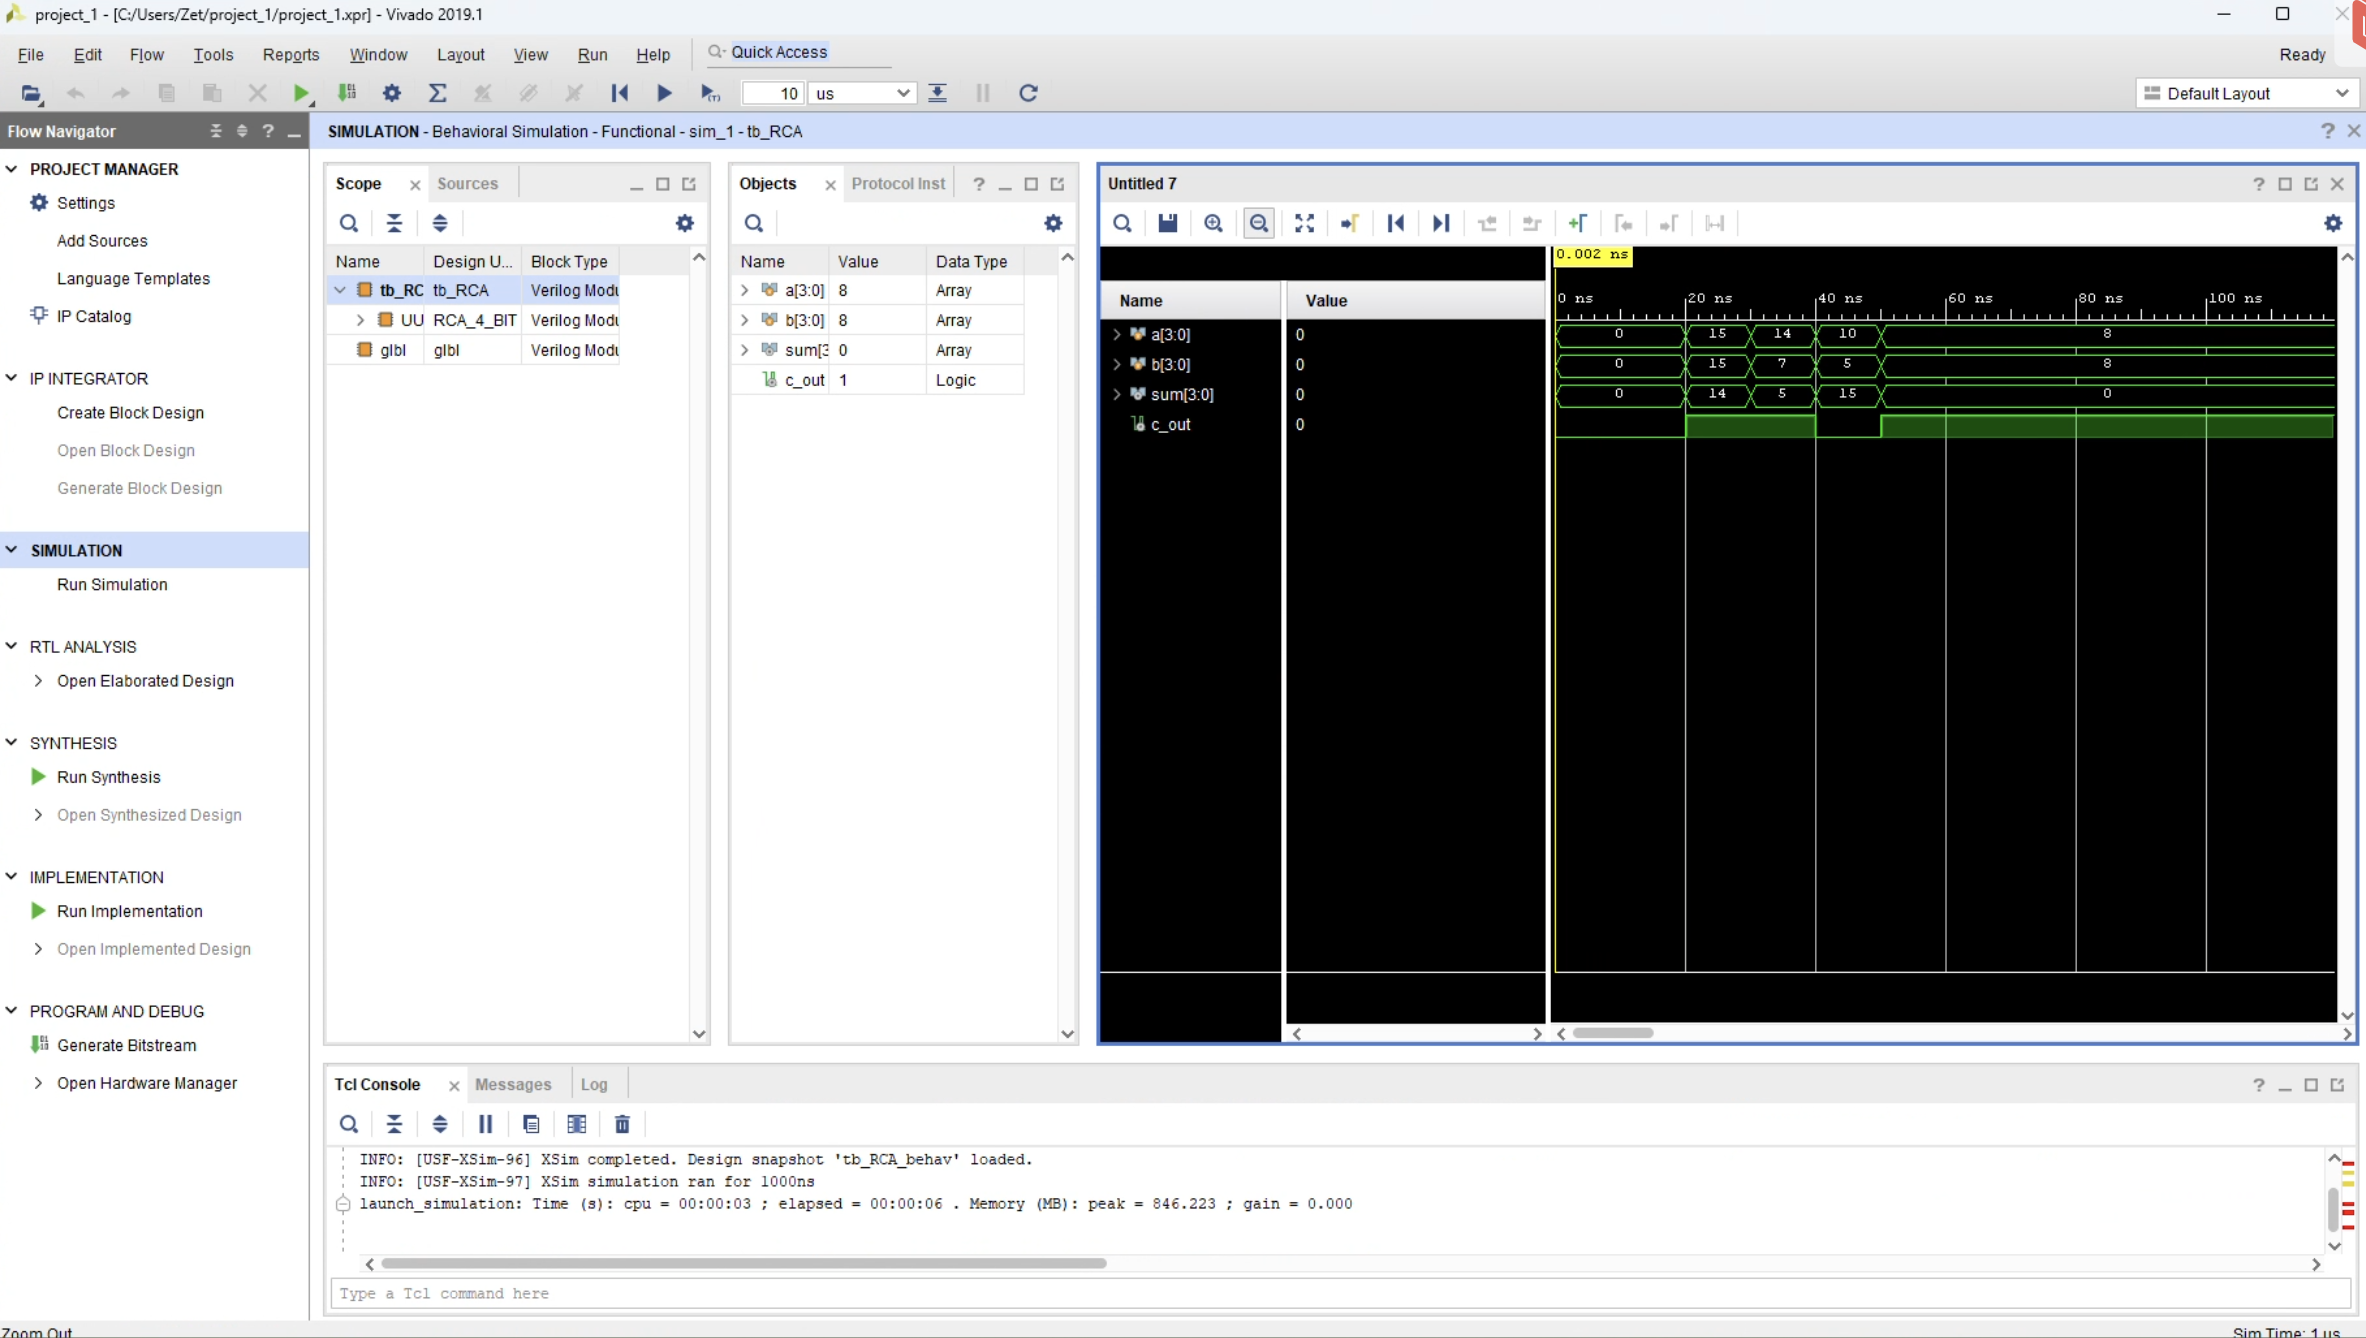 project_1 - [C:/Users/Zet/project_1/project_1.xpr] - Vivado 2019.1
File Edit Flow Tools Reports Window Layout View Run Help Quick Access Ready
10 us Default Layout
Flow Navigator
SIMULATION - Behavioral Simulation - Functional - sim_1 - tb_RCA
PROJECT MANAGER
Settings
Add Sources
Language Templates
IP Catalog
IP INTEGRATOR
Create Block Design
Open Block Design
Generate Block Design
SIMULATION
Run Simulation
RTL ANALYSIS
Open Elaborated Design
SYNTHESIS
Run Synthesis
Open Synthesized Design
IMPLEMENTATION
Run Implementation
Open Implemented Design
PROGRAM AND DEBUG
Generate Bitstream
Open Hardware Manager
Scope Sources
Name Design U... Block Type
tb_RC tb_RCA Verilog Modu
UU RCA_4_BIT Verilog Modu
glbl glbl Verilog Modu
Objects Protocol Inst
Name Value Data Type
a[3:0] 8 Array
b[3:0] 8 Array
sum[3 0 Array
c_out 1 Logic
Untitled 7
0.002 ns
Name Value 0 ns 20 ns 40 ns 60 ns 80 ns 100 ns
a[3:0] 0 0 15 14 10 8
b[3:0] 0 0 15 7 5 8
sum[3:0] 0 0 14 5 15 0
c_out 0
Tcl Console Messages Log
INFO: [USF-XSim-96] XSim completed. Design snapshot 'tb_RCA_behav' loaded.
INFO: [USF-XSim-97] XSim simulation ran for 1000ns
launch_simulation: Time (s): cpu = 00:00:03 ; elapsed = 00:00:06 . Memory (MB): peak = 846.223 ; gain = 0.000
Type a Tcl command here
Zoom Out Sim Time: 1 us